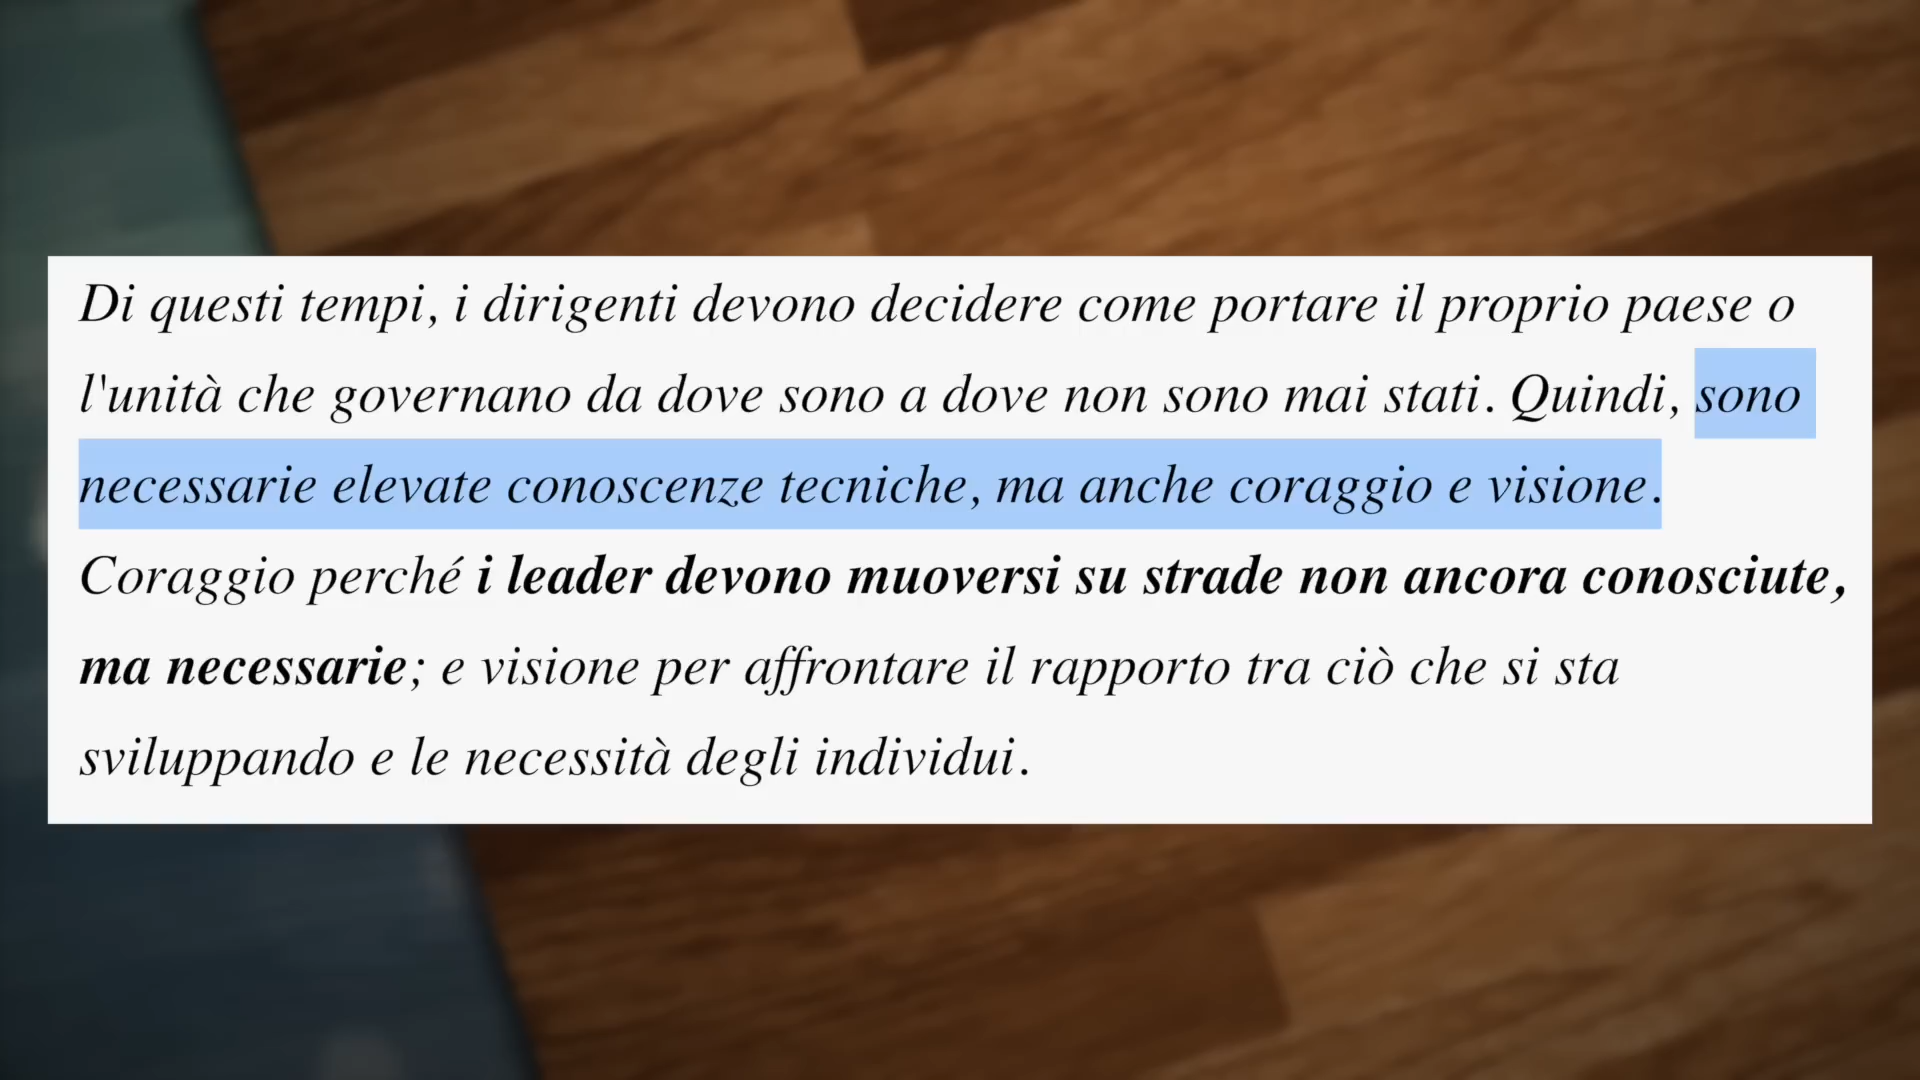 Di questi tempi, i dirigenti devono decidere come portare il proprio paese o
l'unità che governano da dove sono a dove non sono mai stati. Quindi, sono
necessarie elevate conoscenze tecniche, ma anche coraggio e visione.
Coraggio perché i leader devono muoversi su strade non ancora conosciute,
ma necessarie; e visione per affrontare il rapporto tra ciò che si sta
sviluppando e le necessità degli individui.